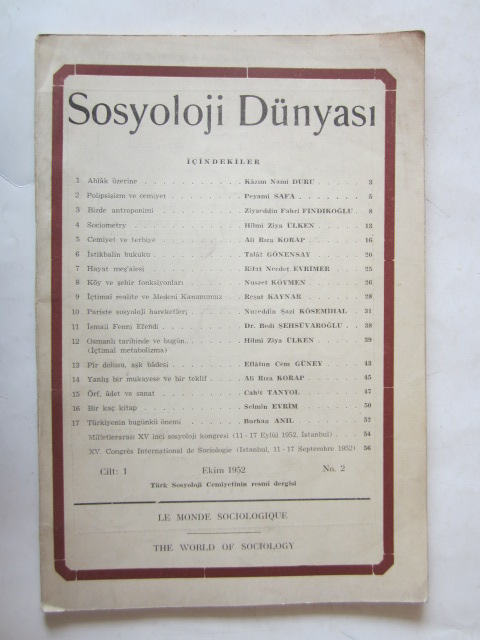 Sosyoloji Dünyası
İÇİNDEKİLER
1 Ahlâk üzerine . . . . . . . . . . Kâzım Nami DURU . . . . . 3
2 Polipsişizm ve cemiyet . . . . . . . Peyami SAFA . . . . . . . 5
3 Bizde antroponimi . . . . . . . . Ziyaeddin Fahri FINDIKOĞLU . 8
4 Sociometry . . . . . . . . . . . Hilmi Ziya ÜLKEN . . . . . 13
5 Cemiyet ve terbiye . . . . . . . . Ali Rıza KORAP . . . . . . 16
6 İstikbalin hukuku . . . . . . . . Talât GÖNENSAY . . . . . 20
7 Hayat meş'alesi . . . . . . . . . Rıfzı Necdet EVRİMER . . . . 25
8 Köy ve şehir fonksiyonları . . . . . Nusret KÖYMEN . . . . . . 26
9 İçtimaî realite ve Medenî Kanunumuz . Reşat KAYNAR . . . . . . 28
10 Pariste sosyoloji hareketleri . . . . . Nureddin Şazi KÖSEMİHAL . . 31
11 İsmail Fenni Efendi . . . . . . . . Dr. Bedi ŞEHSÜVAROĞLU . . . 38
12 Osmanlı tarihinde ve bugün . . . . . Hilmi Ziya ÜLKEN . . . . . 39
(İçtimaî metabolizma)
13 Pir dolusu, aşk bâdesi . . . . . . . Eflâtun Cem GÜNEY . . . . . 43
14 Yanlış bir mukayese ve bir teklif . . . Ali Rıza KORAP . . . . . . 45
15 Örf, âdet ve sanat . . . . . . . . Cahit TANYOL . . . . . . 47
16 Bir kaç kitap . . . . . . . . . . Selmin EVRİM . . . . . . . 50
17 Türkiyenin bugünkü önemi . . . . . Burhan ANIL . . . . . . . 52
Milletlerarası XV inci sosyoloji kongresi (11 - 17 Eylûl 1952, İstanbul) . . . . 54
XV. Congrès International de Sociologie (Istanbul, 11 - 17 Septembre 1952) 56
Cilt: 1 Ekim 1952 No. 2
Türk Sosyoloji Cemiyetinin resmî dergisi
LE MONDE SOCIOLOGIQUE
THE WORLD OF SOCIOLOGY